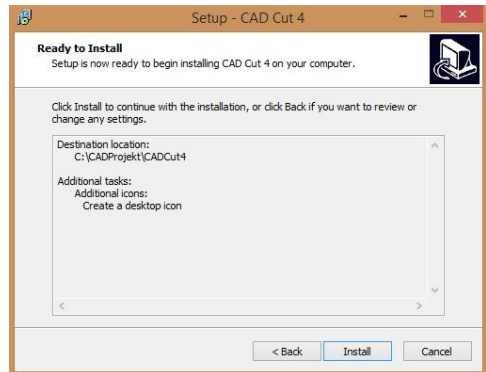 Setup - CAD Cut 4
Ready to Install
Setup is now ready to begin installing CAD Cut 4 on your computer.
Click Install to continue with the installation, or click Back if you want to review or
change any settings.
Destination location:
C:\CADProjekt\CADCut4
Additional tasks:
Additional icons:
Create a desktop icon
< Back
Install
Cancel